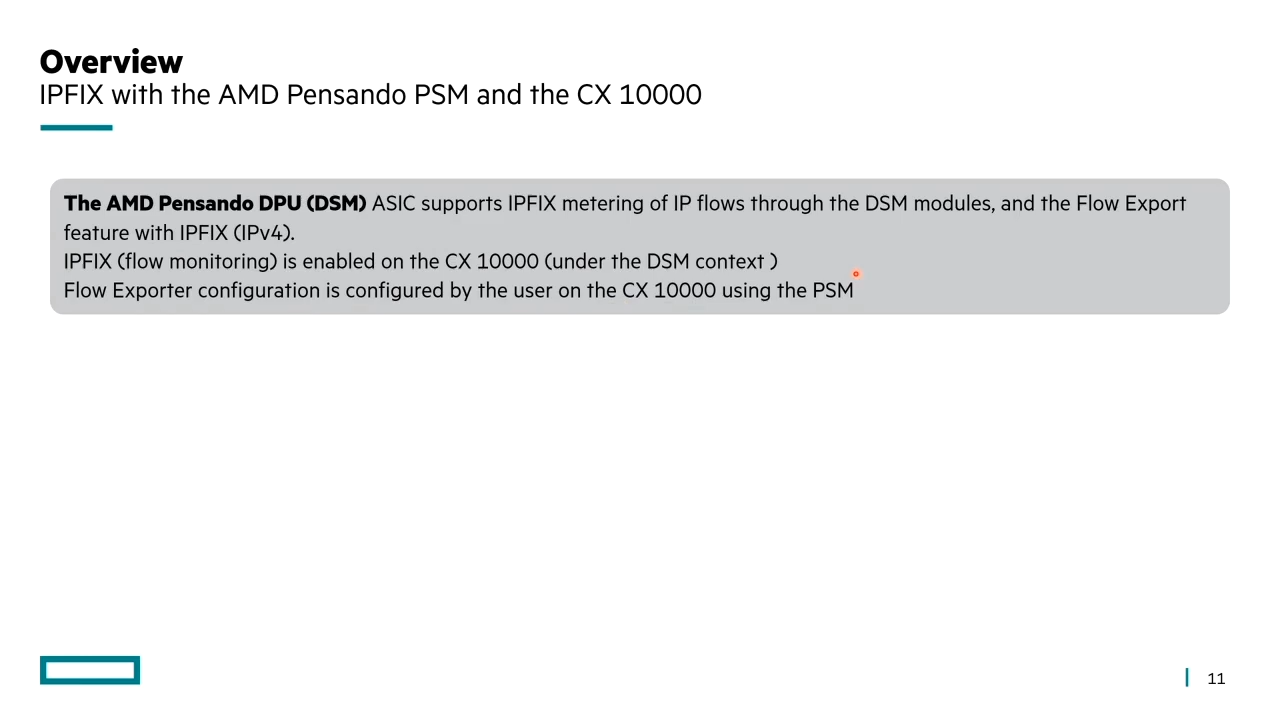 Overview
IPFIX with the AMD Pensando PSM and the CX 10000
The AMD Pensando DPU (DSM) ASIC supports IPFIX metering of IP flows through the DSM modules, and the Flow Export
feature with IPFIX (IPv4).
IPFIX (flow monitoring) is enabled on the CX 10000 (under the DSM context )
Flow Exporter configuration is configured by the user on the CX 10000 using the PSM
11